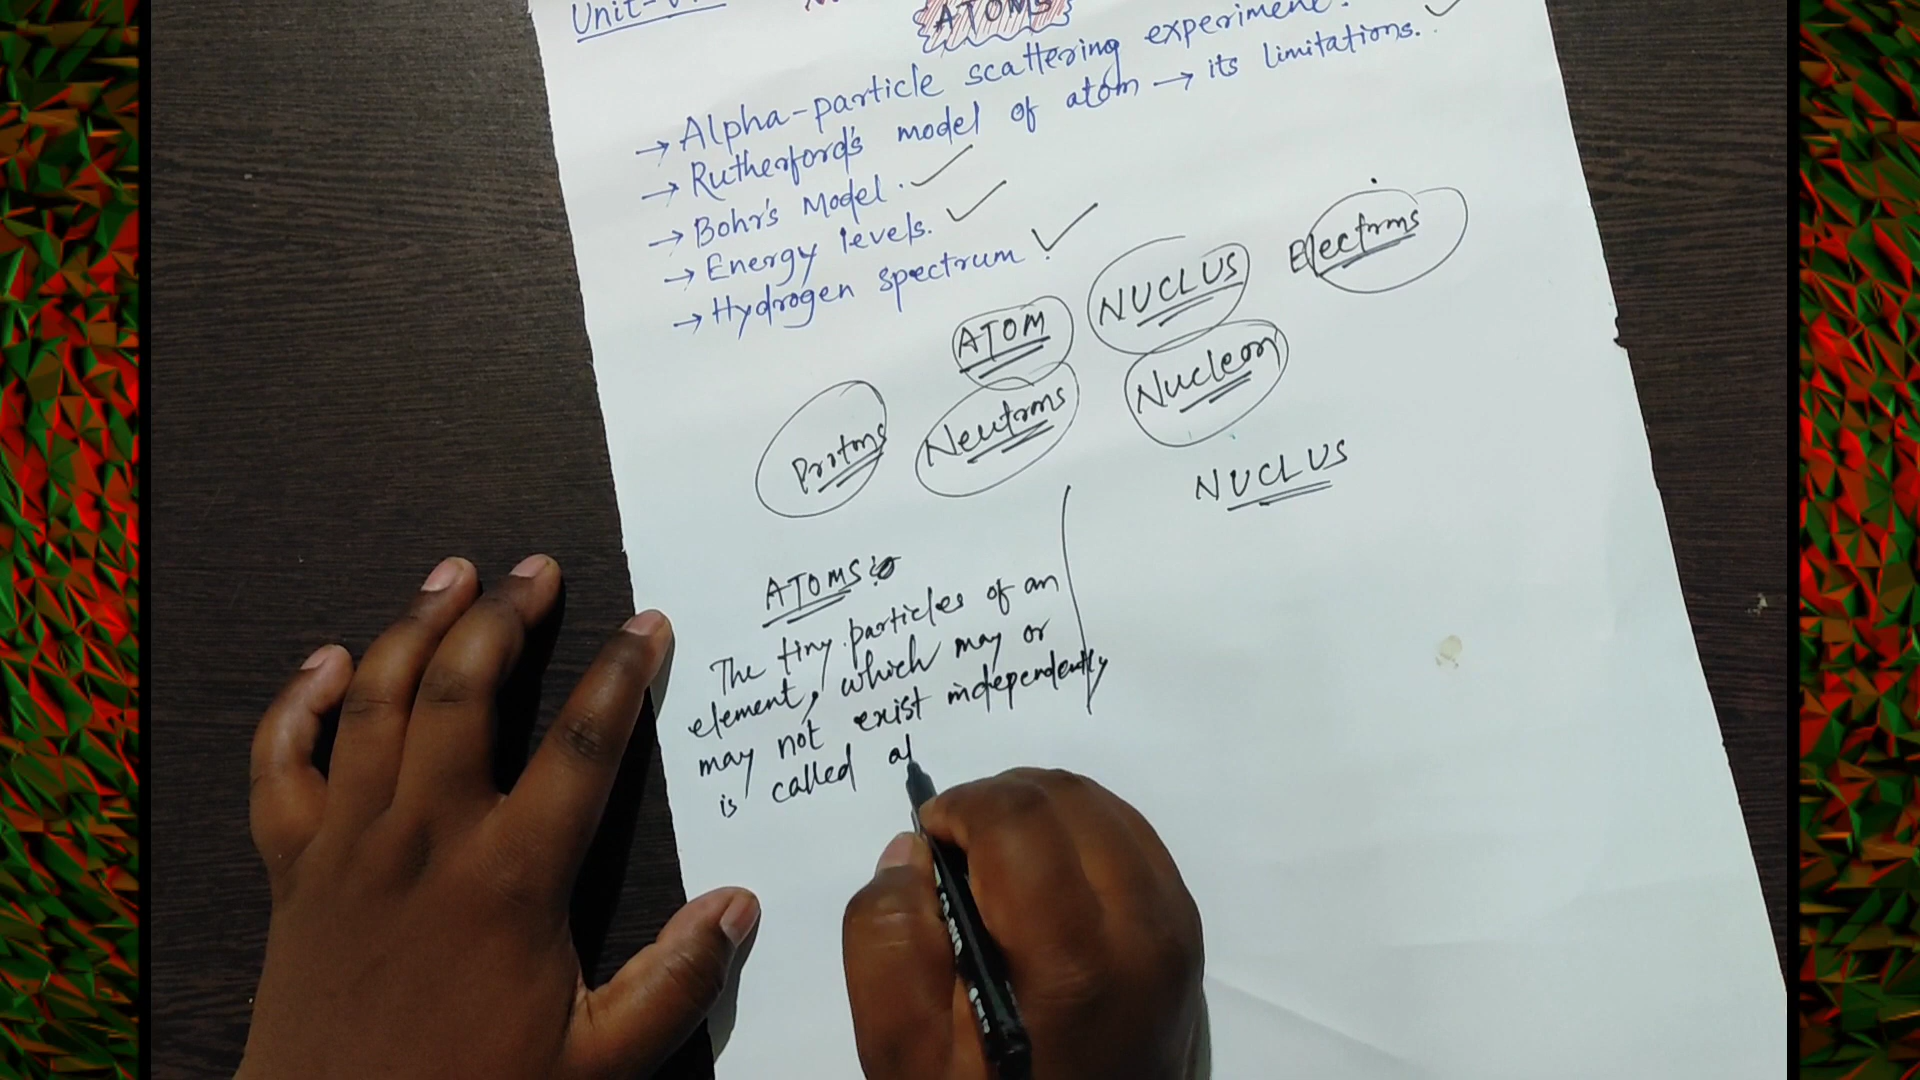 Unit-V
ATOMS
→ Alpha-particle scattering experiment.
→ Rutherford's model of atom → its limitations.
→ Bohr's Model.
→ Energy levels.
→ Hydrogen spectrum.
ATOM NUCLUS Electrons
Protons Neutrons Nucleon
NUCLUS
ATOMS:
The tiny particles of an
element, which may or
may not exist independently
is called at